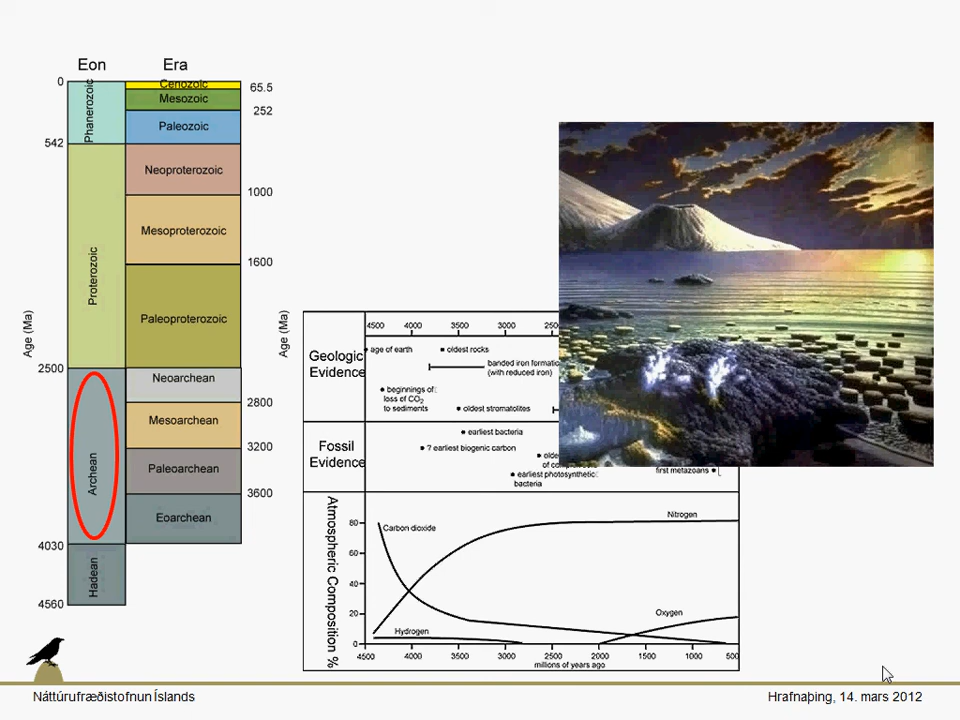 Eon Era
0
Cenozoic
65.5
Phanerozoic
Mesozoic
252
Paleozoic
542
Neoproterozoic
1000
Mesoproterozoic
Proterozoic
1600
Paleoproterozoic
Age (Ma)
Age (Ma)
2500
Neoarchean
2800
Mesoarchean
3200
Archean
Paleoarchean
3600
Eoarchean
4030
Hadean
4560
4500 4000 3500 3000
Geologic
Evidence
age of earth
oldest rocks
banded iron formatic
(with reduced iron)
beginnings of
loss of CO2
to sediments
oldest stromatolites
Fossil
Evidence
earliest bacteria
? earliest biogenic carbon
earliest photosynthetic
bacteria
first metazoans
Atmospheric Composition %
80
60
40
20
0
Carbon dioxide
Nitrogen
Oxygen
Hydrogen
4500 4000 3500 3000 2500 2000 1500 1000 500
millions of years ago
Náttúrufræðistofnun Íslands
Hrafnaþing, 14. mars 2012